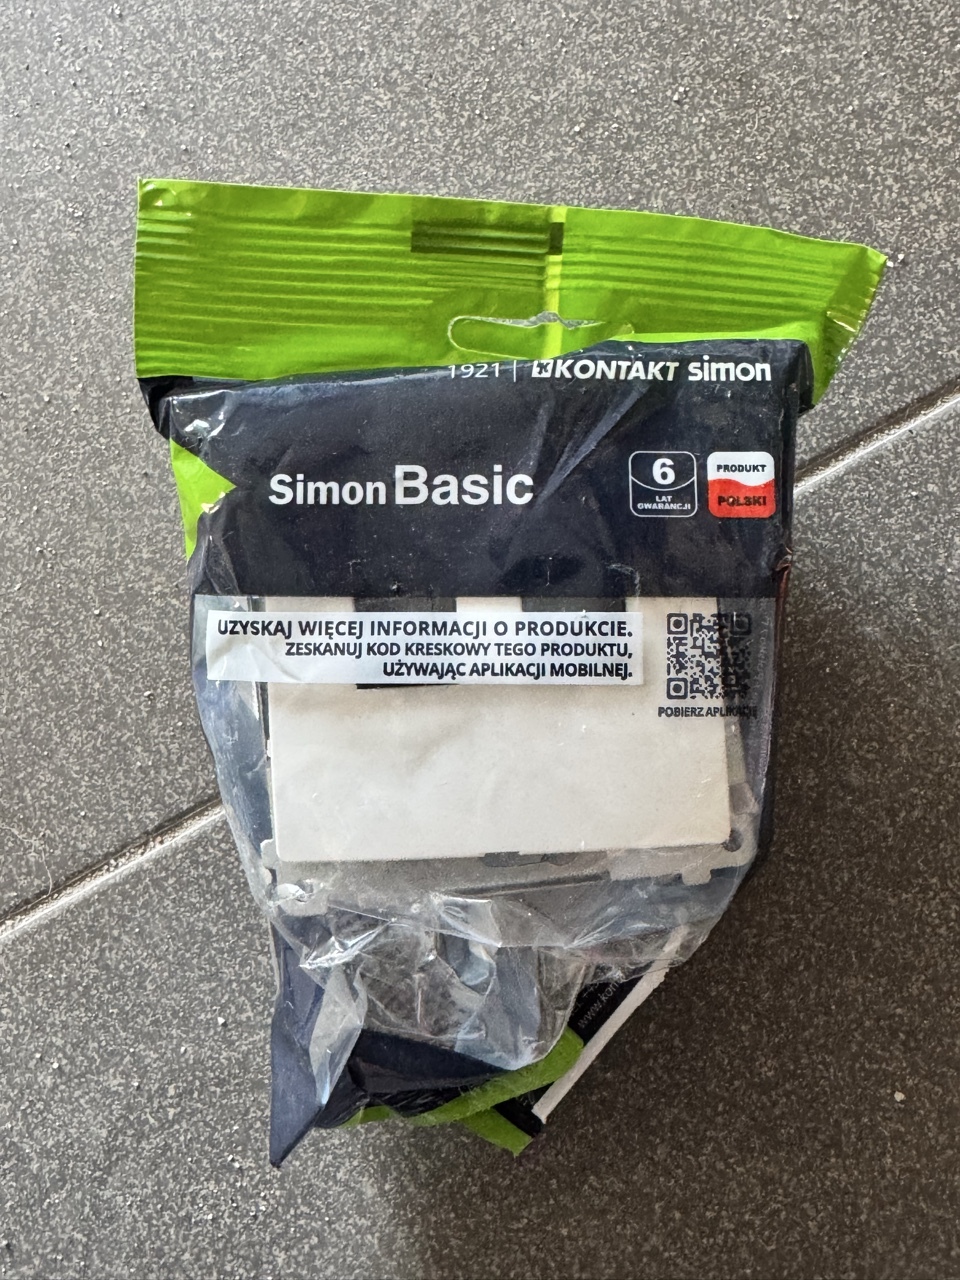 1921 | KONTAKT simon
Simon Basic
6
LAT
GWARANCJI
PRODUKT
POLSKI
UZYSKAJ WIĘCEJ INFORMACJI O PRODUKCIE.
ZESKANUJ KOD KRESKOWY TEGO PRODUKTU,
UŻYWAJĄC APLIKACJI MOBILNEJ.
POBIERZ APLIKACJĘ